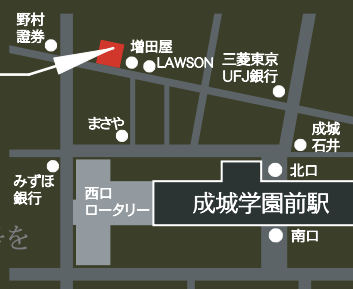 野村
證券
増田屋
LAWSON
三菱東京
UFJ銀行
まさや
成城
石井
みずほ
銀行
西口
ロータリー
北口
成城学園前駅
南口
を